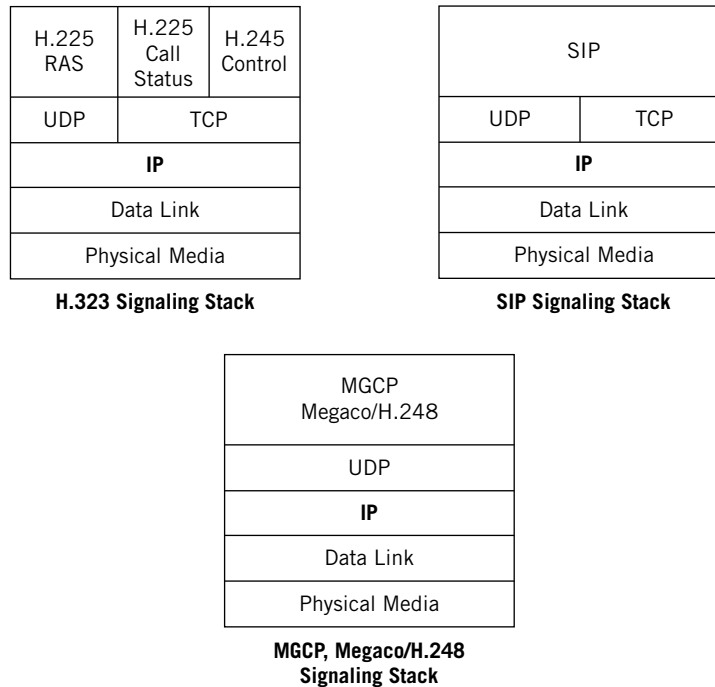 H.225
RAS
H.225
Call
Status
H.245
Control
UDP
TCP
IP
Data Link
Physical Media
H.323 Signaling Stack
SIP
UDP
TCP
IP
Data Link
Physical Media
SIP Signaling Stack
MGCP
Megaco/H.248
UDP
IP
Data Link
Physical Media
MGCP, Megaco/H.248
Signaling Stack